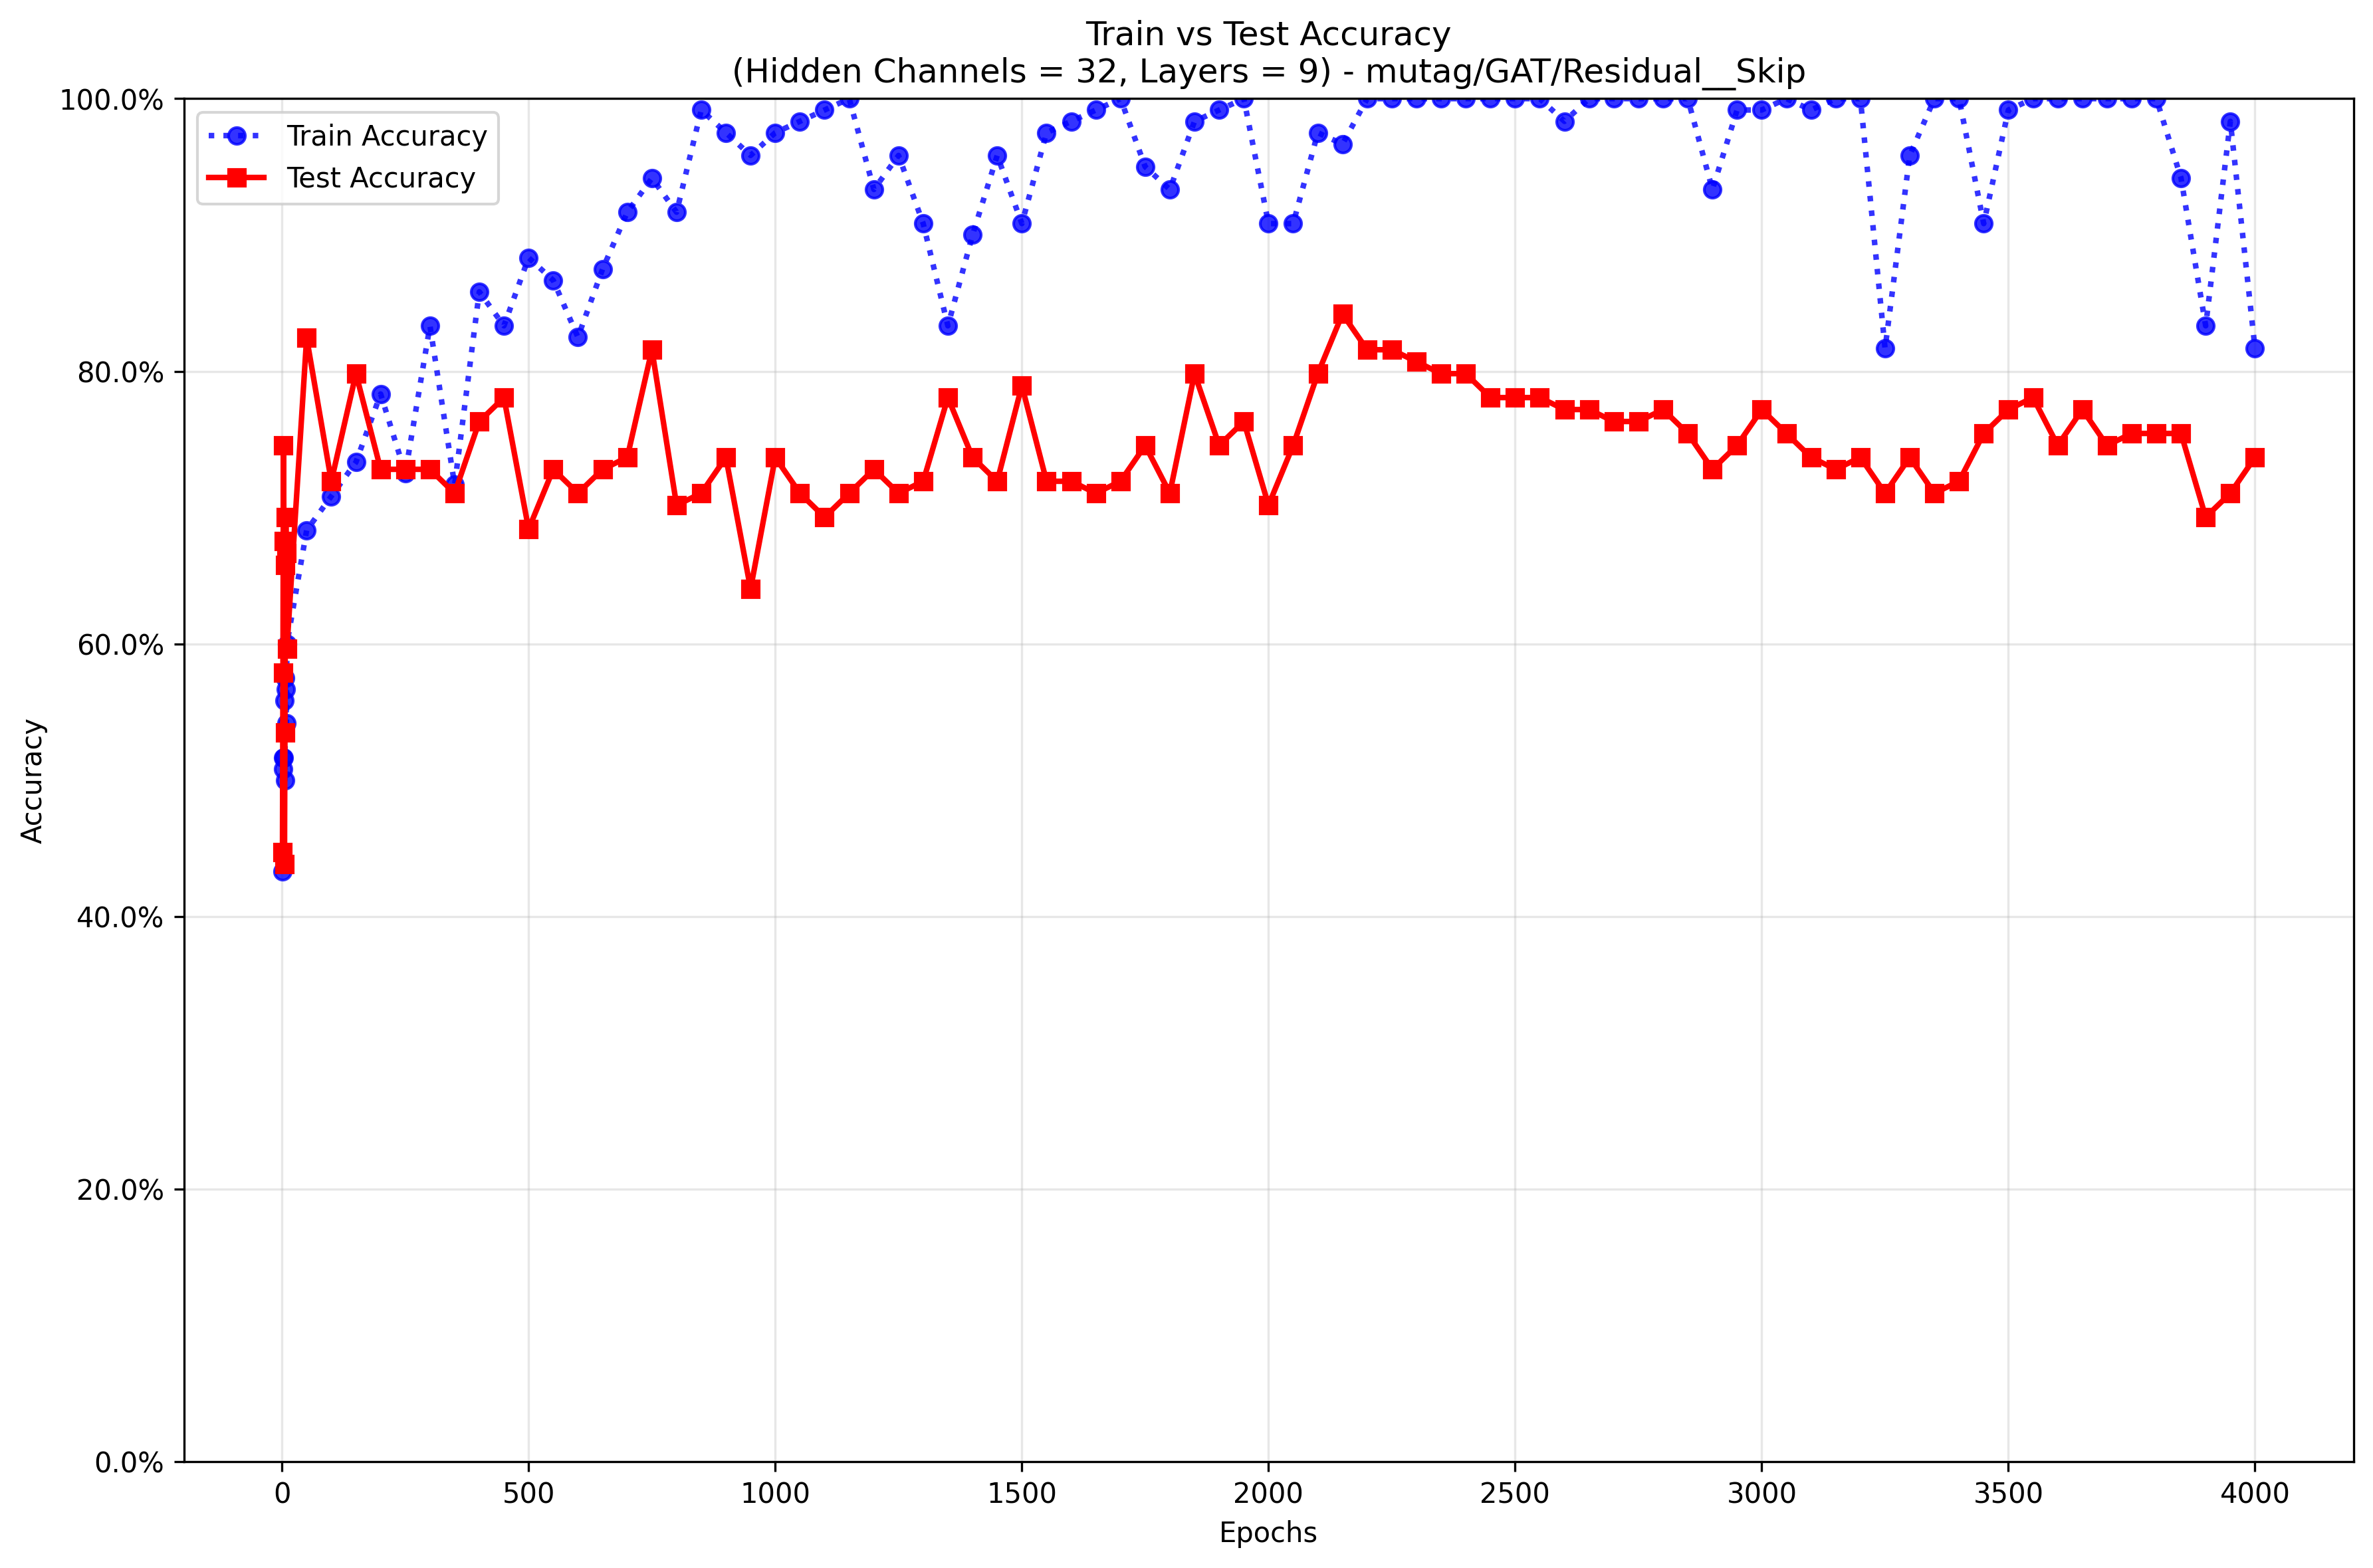 Train vs Test Accuracy
(Hidden Channels = 32, Layers = 9) - mutag/GAT/Residual__Skip
Train Accuracy
Test Accuracy
Accuracy
100.0%
80.0%
60.0%
40.0%
20.0%
0.0%
0 500 1000 1500 2000 2500 3000 3500 4000
Epochs